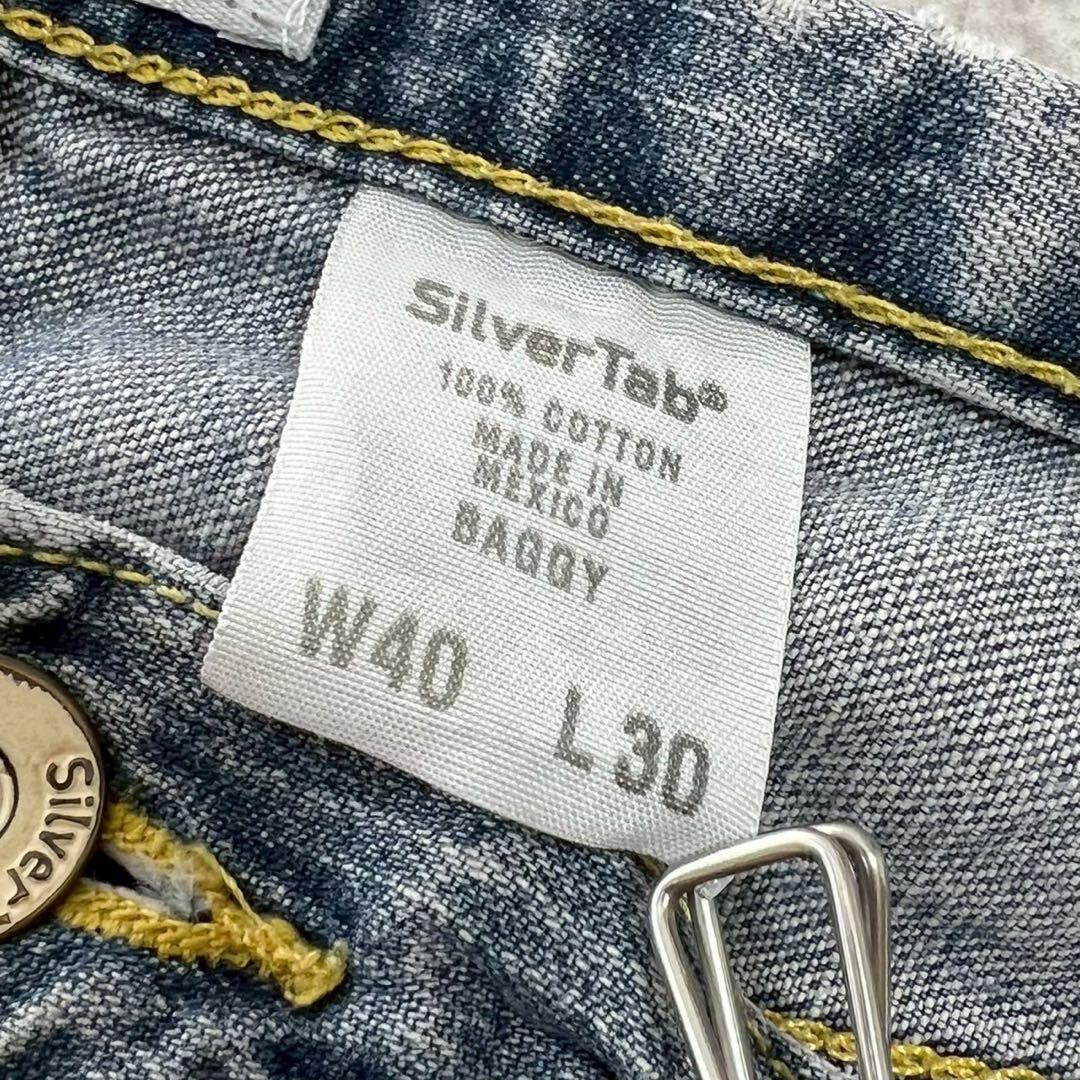 SilverTab®
100% COTTON
MADE IN
MEXICO
BAGGY
W40 L30
Silver